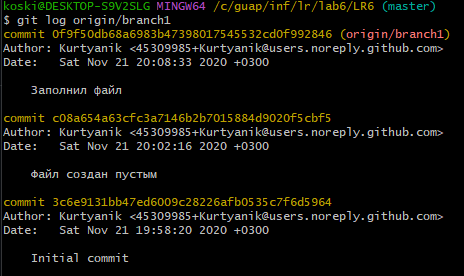 koski@DESKTOP-S9V2SLG MINGW64 /c/guap/inf/lr/lab6/LR6 (master)
$ git log origin/branch1
commit 0f9f50db68a6983b47398017545532cd0f992846 (origin/branch1)
Author: Kurtyanik <45309985+Kurtyanik@users.noreply.github.com>
Date:   Sat Nov 21 20:08:33 2020 +0300
Заполнил файл
commit c08a654a63cfc3a7146b2b7015884d9020f5cbf5
Author: Kurtyanik <45309985+Kurtyanik@users.noreply.github.com>
Date:   Sat Nov 21 20:02:16 2020 +0300
Файл создан пустым
commit 3c6e9131bb47ed6009c28226afb0535c7f6d5964
Author: Kurtyanik <45309985+Kurtyanik@users.noreply.github.com>
Date:   Sat Nov 21 19:58:20 2020 +0300
Initial commit